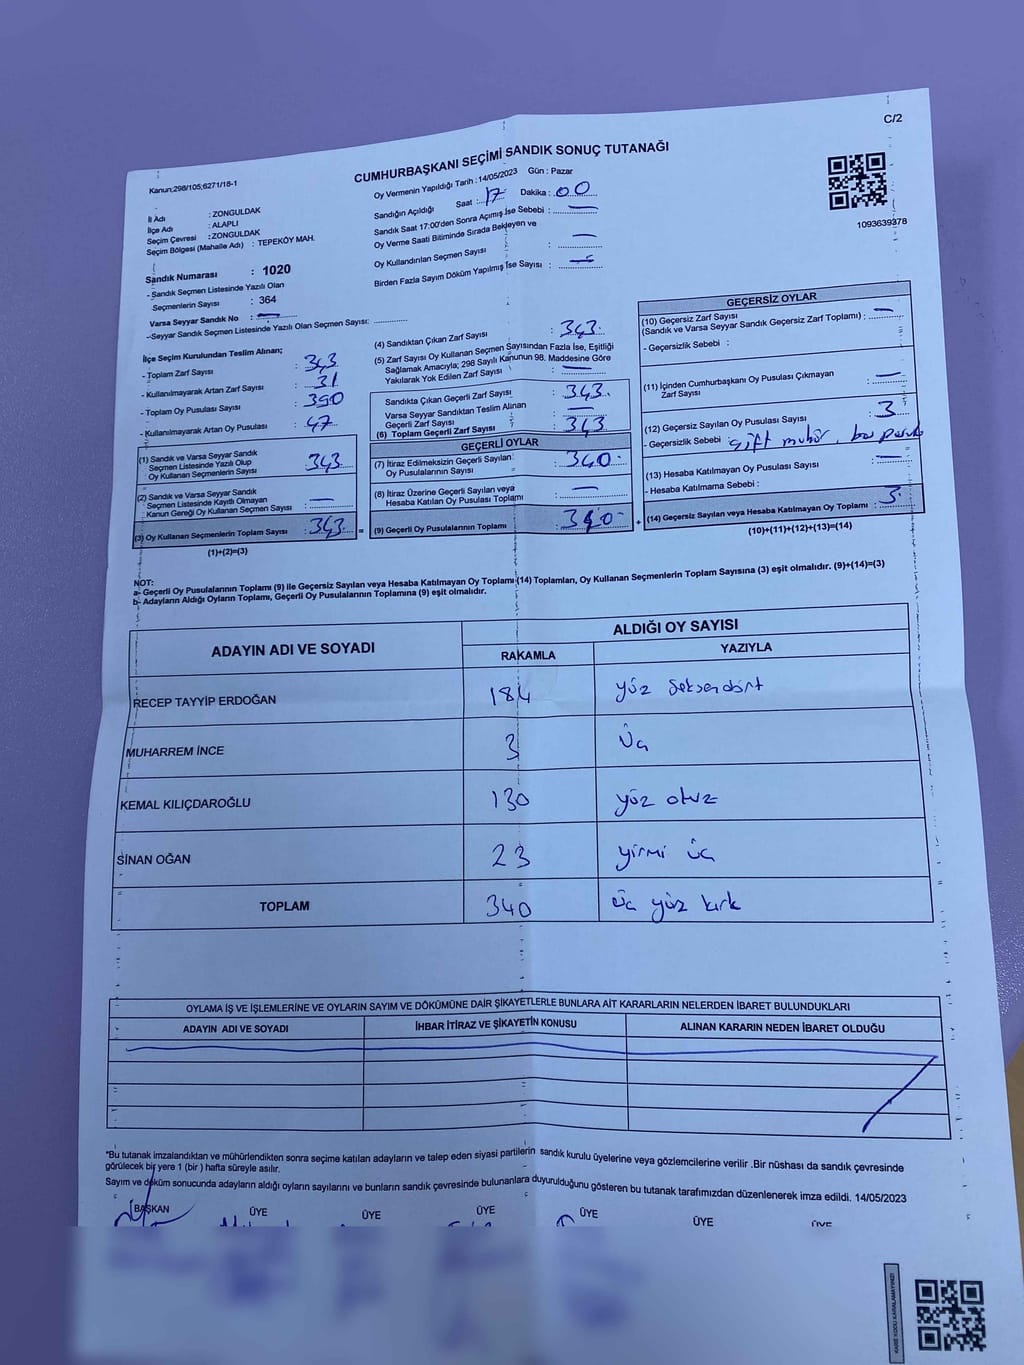 C/2
Kanun:298/105;6271/18-1
CUMHURBAŞKANI SEÇİMİ SANDIK SONUÇ TUTANAĞI
Oy Vermenin Yapıldığı Tarih : 14/05/2023 Gün : Pazar
Sandığın Açıldığı Saat : 17 Dakika : 00
Sandık Saat 17:00'den Sonra Açımış İse Sebebi : —
Oy Verme Saati Bitiminde Sırada Bekleyen ve
Oy Kullandırılan Seçmen Sayısı : —
Birden Fazla Sayım Döküm Yapılmış İse Sayısı : —
1093639378
İl Adı : ZONGULDAK
İlçe Adı : ALAPLI
Seçim Çevresi : ZONGULDAK
Seçim Bölgesi (Mahalle Adı) : TEPEKÖY MAH.
Sandık Numarası : 1020
- Sandık Seçmen Listesinde Yazılı Olan
Seçmenlerin Sayısı : 364
Varsa Seyyar Sandık No : —
-Seyyar Sandık Seçmen Listesinde Yazılı Olan Seçmen Sayısı:
İlçe Seçim Kurulundan Teslim Alınan;
- Toplam Zarf Sayısı : 343
- Kullanılmayarak Artan Zarf Sayısı : 31
- Toplam Oy Pusulası Sayısı : 390
- Kullanılmayarak Artan Oy Pusulası : 47
(1) Sandık ve Varsa Seyyar Sandık
Seçmen Listesinde Yazılı Olup
Oy Kullanan Seçmenlerin Sayısı : 343
(2) Sandık ve Varsa Seyyar Sandık
Seçmen Listesinde Kayıtlı Olmayan
Kanun Gereği Oy Kullanan Seçmen Sayısı : —
(3) Oy Kullanan Seçmenlerin Toplam Sayısı : 343
(1)+(2)=(3)
(4) Sandıktan Çıkan Zarf Sayısı : 343
(5) Zarf Sayısı Oy Kullanan Seçmen Sayısından Fazla İse, Eşitliği
Sağlamak Amacıyla; 298 Sayılı Kanunun 98. Maddesine Göre
Yakılarak Yok Edilen Zarf Sayısı : —
Sandıkta Çıkan Geçerli Zarf Sayısı : 343
Varsa Seyyar Sandıktan Teslim Alınan
Geçerli Zarf Sayısı : —
(6) Toplam Geçerli Zarf Sayısı : 343
GEÇERLİ OYLAR
(7) İtiraz Edilmeksizin Geçerli Sayılan
Oy Pusulalarının Sayısı : 340
(8) İtiraz Üzerine Geçerli Sayılan veya
Hesaba Katılan Oy Pusulası Toplamı : —
(9) Geçerli Oy Pusulalarının Toplamı : 340
GEÇERSİZ OYLAR
(10) Geçersiz Zarf Sayısı
(Sandık ve Varsa Seyyar Sandık Geçersiz Zarf Toplamı) : —
- Geçersizlik Sebebi :
(11) İçinden Cumhurbaşkanı Oy Pusulası Çıkmayan
Zarf Sayısı : —
(12) Geçersiz Sayılan Oy Pusulası Sayısı : 3
- Geçersizlik Sebebi çift mühür, boş pusula
(13) Hesaba Katılmayan Oy Pusulası Sayısı : —
- Hesaba Katılmama Sebebi :
(14) Geçersiz Sayılan veya Hesaba Katılmayan Oy Toplamı : 3
(10)+(11)+(12)+(13)=(14)
NOT:
a- Geçerli Oy Pusulalarının Toplamı (9) ile Geçersiz Sayılan veya Hesaba Katılmayan Oy Toplamı (14) Toplamları, Oy Kullanan Seçmenlerin Toplam Sayısına (3) eşit olmalıdır. (9)+(14)=(3)
b- Adayların Aldığı Oyların Toplamı, Geçerli Oy Pusulalarının Toplamına (9) eşit olmalıdır.
ADAYIN ADI VE SOYADI ALDIĞI OY SAYISI
RAKAMLA YAZIYLA
RECEP TAYYİP ERDOĞAN 184 yüz seksendört
MUHARREM İNCE 3 üç
KEMAL KILIÇDAROĞLU 130 yüz otuz
SİNAN OĞAN 23 yirmi üç
TOPLAM 340 üç yüz kırk
OYLAMA İŞ VE İŞLEMLERİNE VE OYLARIN SAYIM VE DÖKÜMÜNE DAİR ŞİKAYETLERLE BUNLARA AİT KARARLARIN NELERDEN İBARET BULUNDUKLARI
ADAYIN ADI VE SOYADI İHBAR İTİRAZ VE ŞİKAYETİN KONUSU ALINAN KARARIN NEDEN İBARET OLDUĞU
"Bu tutanak imzalandıktan ve mühürlendikten sonra seçime katılan adayların ve talep eden siyasi partilerin sandık kurulu üyelerine veya gözlemcilerine verilir .Bir nüshası da sandık çevresinde
görülecek bir yere 1 (bir ) hafta süreyle asılır.
Sayım ve döküm sonucunda adayların aldığı oyların sayılarını ve bunların sandık çevresinde bulunanlara duyurulduğunu gösteren bu tutanak tarafımızdan düzenlenerek imza edildi. 14/05/2023
BAŞKAN ÜYE ÜYE ÜYE ÜYE ÜYE ÜYE
KARE KODU KARALAMAYINIZ!